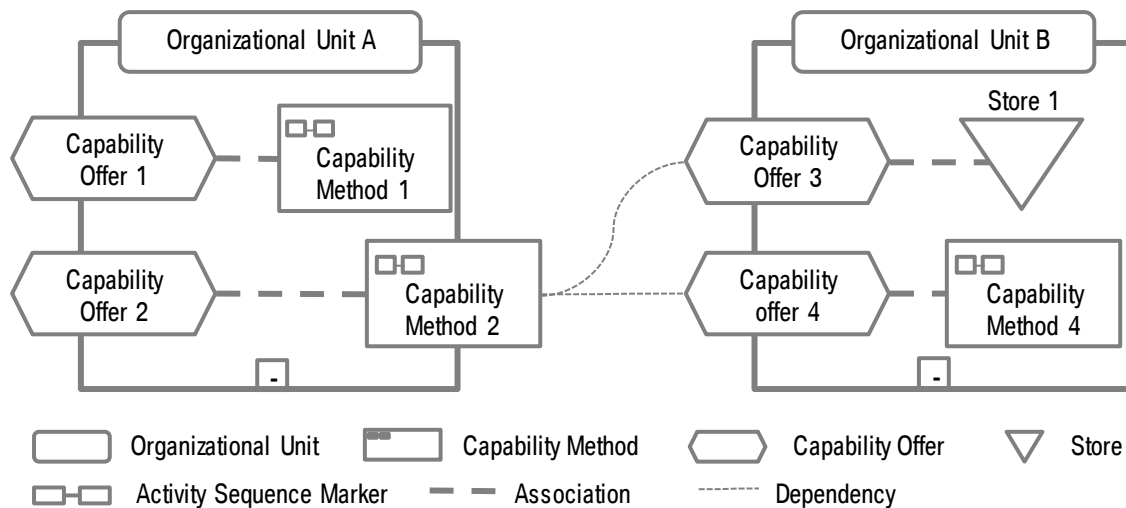 Organizational Unit A
Organizational Unit B
Capability
Offer 1
Capability
Method 1
Capability
Offer 2
Capability
Method 2
Capability
Offer 3
Store 1
Capability
offer 4
Capability
Method 4
-
-
Organizational Unit
Capability Method
Capability Offer
Store
Activity Sequence Marker
Association
Dependency